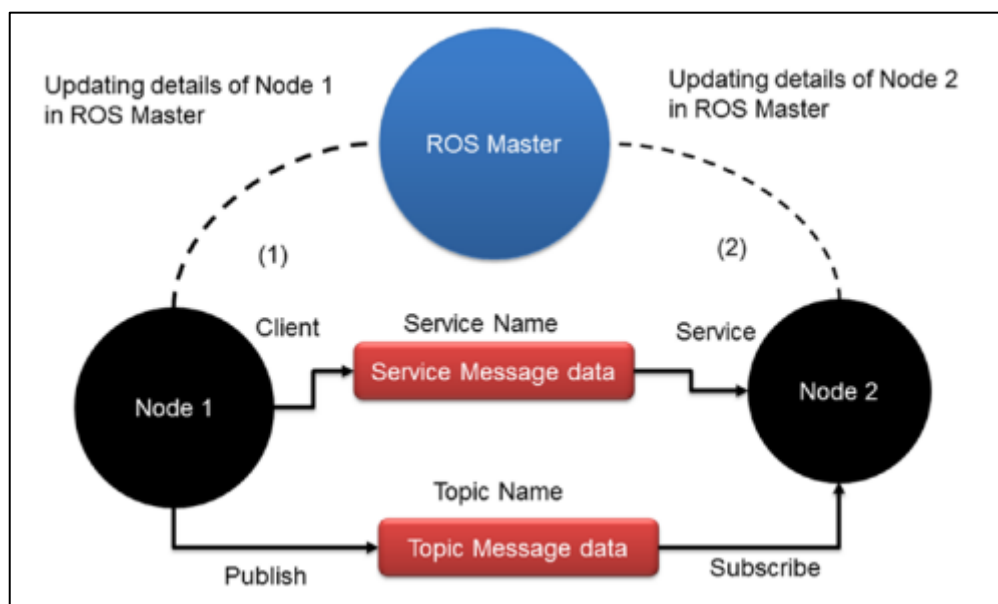 Updating details of Node 1
in ROS Master
Updating details of Node 2
in ROS Master
ROS Master
(1)
(2)
Client
Service Name
Service
Service Message data
Node 1
Node 2
Topic Name
Topic Message data
Publish
Subscribe